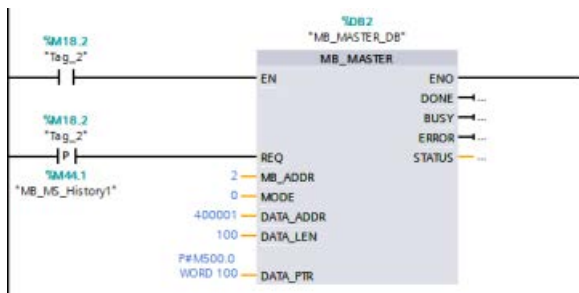 %DB2
"MB_MASTER_DB"
%M18.2
"Tag_2"
MB_MASTER
EN
ENO
DONE
...
BUSY
...
ERROR
...
STATUS
...
%M18.2
"Tag_2"
P
%M44.1
"MB_MS_History1"
REQ
2
MB_ADDR
0
MODE
400001
DATA_ADDR
100
DATA_LEN
P#M500.0
WORD 100
DATA_PTR